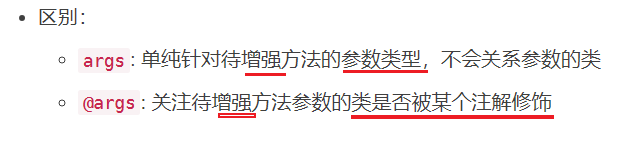 区别：
args：单纯针对待增强方法的参数类型，不会关系参数的类
@args：关注待增强方法参数的类是否被某个注解修饰